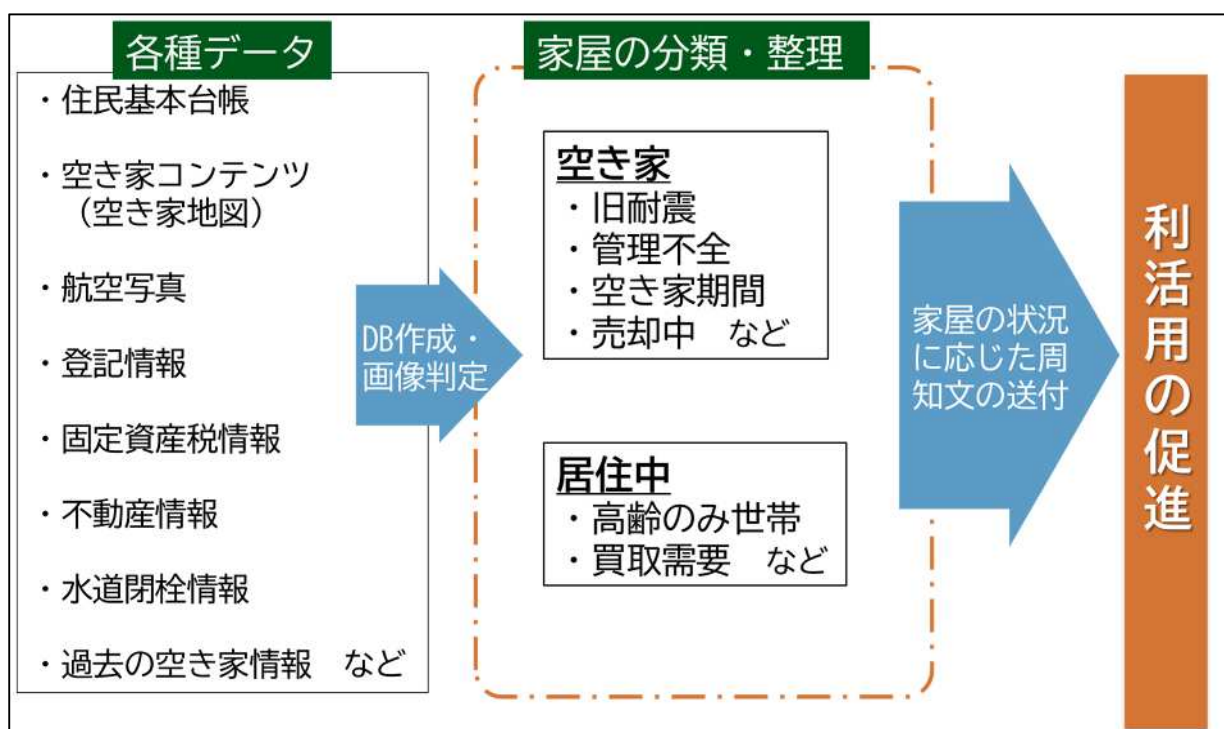 各種データ
・住民基本台帳
・空き家コンテンツ
（空き家地図）
・航空写真
・登記情報
・固定資産税情報
・不動産情報
・水道閉栓情報
・過去の空き家情報　など
DB作成・
画像判定
家屋の分類・整理
空き家
・旧耐震
・管理不全
・空き家期間
・売却中　など
居住中
・高齢のみ世帯
・買取需要　など
家屋の状況
に応じた周
知文の送付
利活用の促進